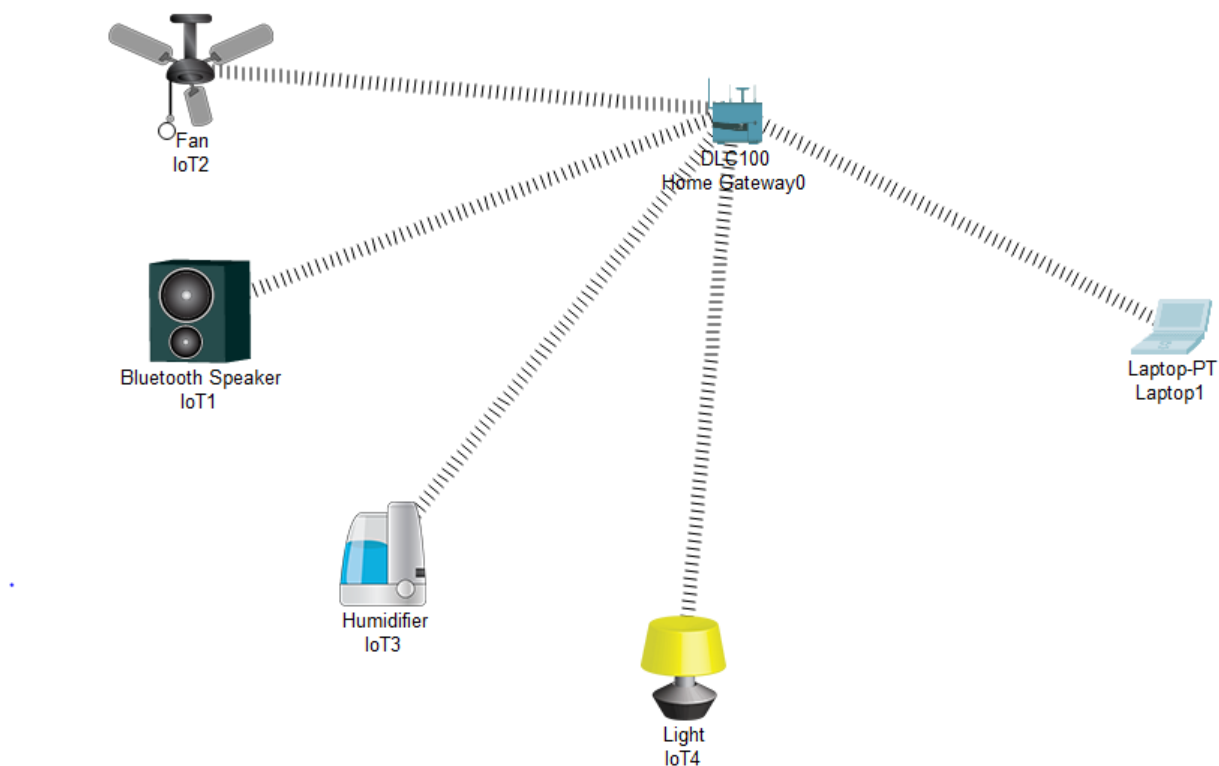 Fan
IoT2
DLC100
Home Gateway0
Bluetooth Speaker
IoT1
Laptop-PT
Laptop1
Humidifier
IoT3
Light
IoT4